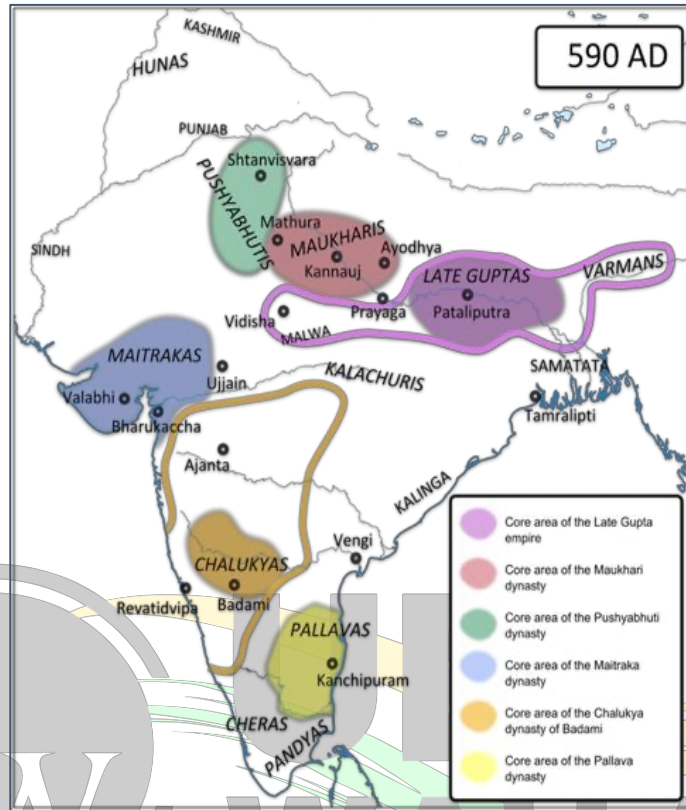 KASHMIR
590 AD
HUNAS
PUNJAB
Shtanvisvara
PUSHYABHUTIS
Mathura
MAUKHARIS
Ayodhya
SINDH
Kannauj
LATE GUPTAS
VARMANS
Prayaga
Pataliputra
Vidisha
MALWA
MAITRAKAS
SAMATATA
Ujjain
KALACHURIS
Valabhi
Tamralipti
Bharukaccha
Ajanta
KALINGA
Vengi
CHALUKYAS
Badami
Revatidvipa
PALLAVAS
Kanchipuram
CHERAS
PANDYAS
Core area of the Late Gupta
empire
Core area of the Maukhari
dynasty
Core area of the Pushyabhuti
dynasty
Core area of the Maitraka
dynasty
Core area of the Chalukya
dynasty of Badami
Core area of the Pallava
dynasty